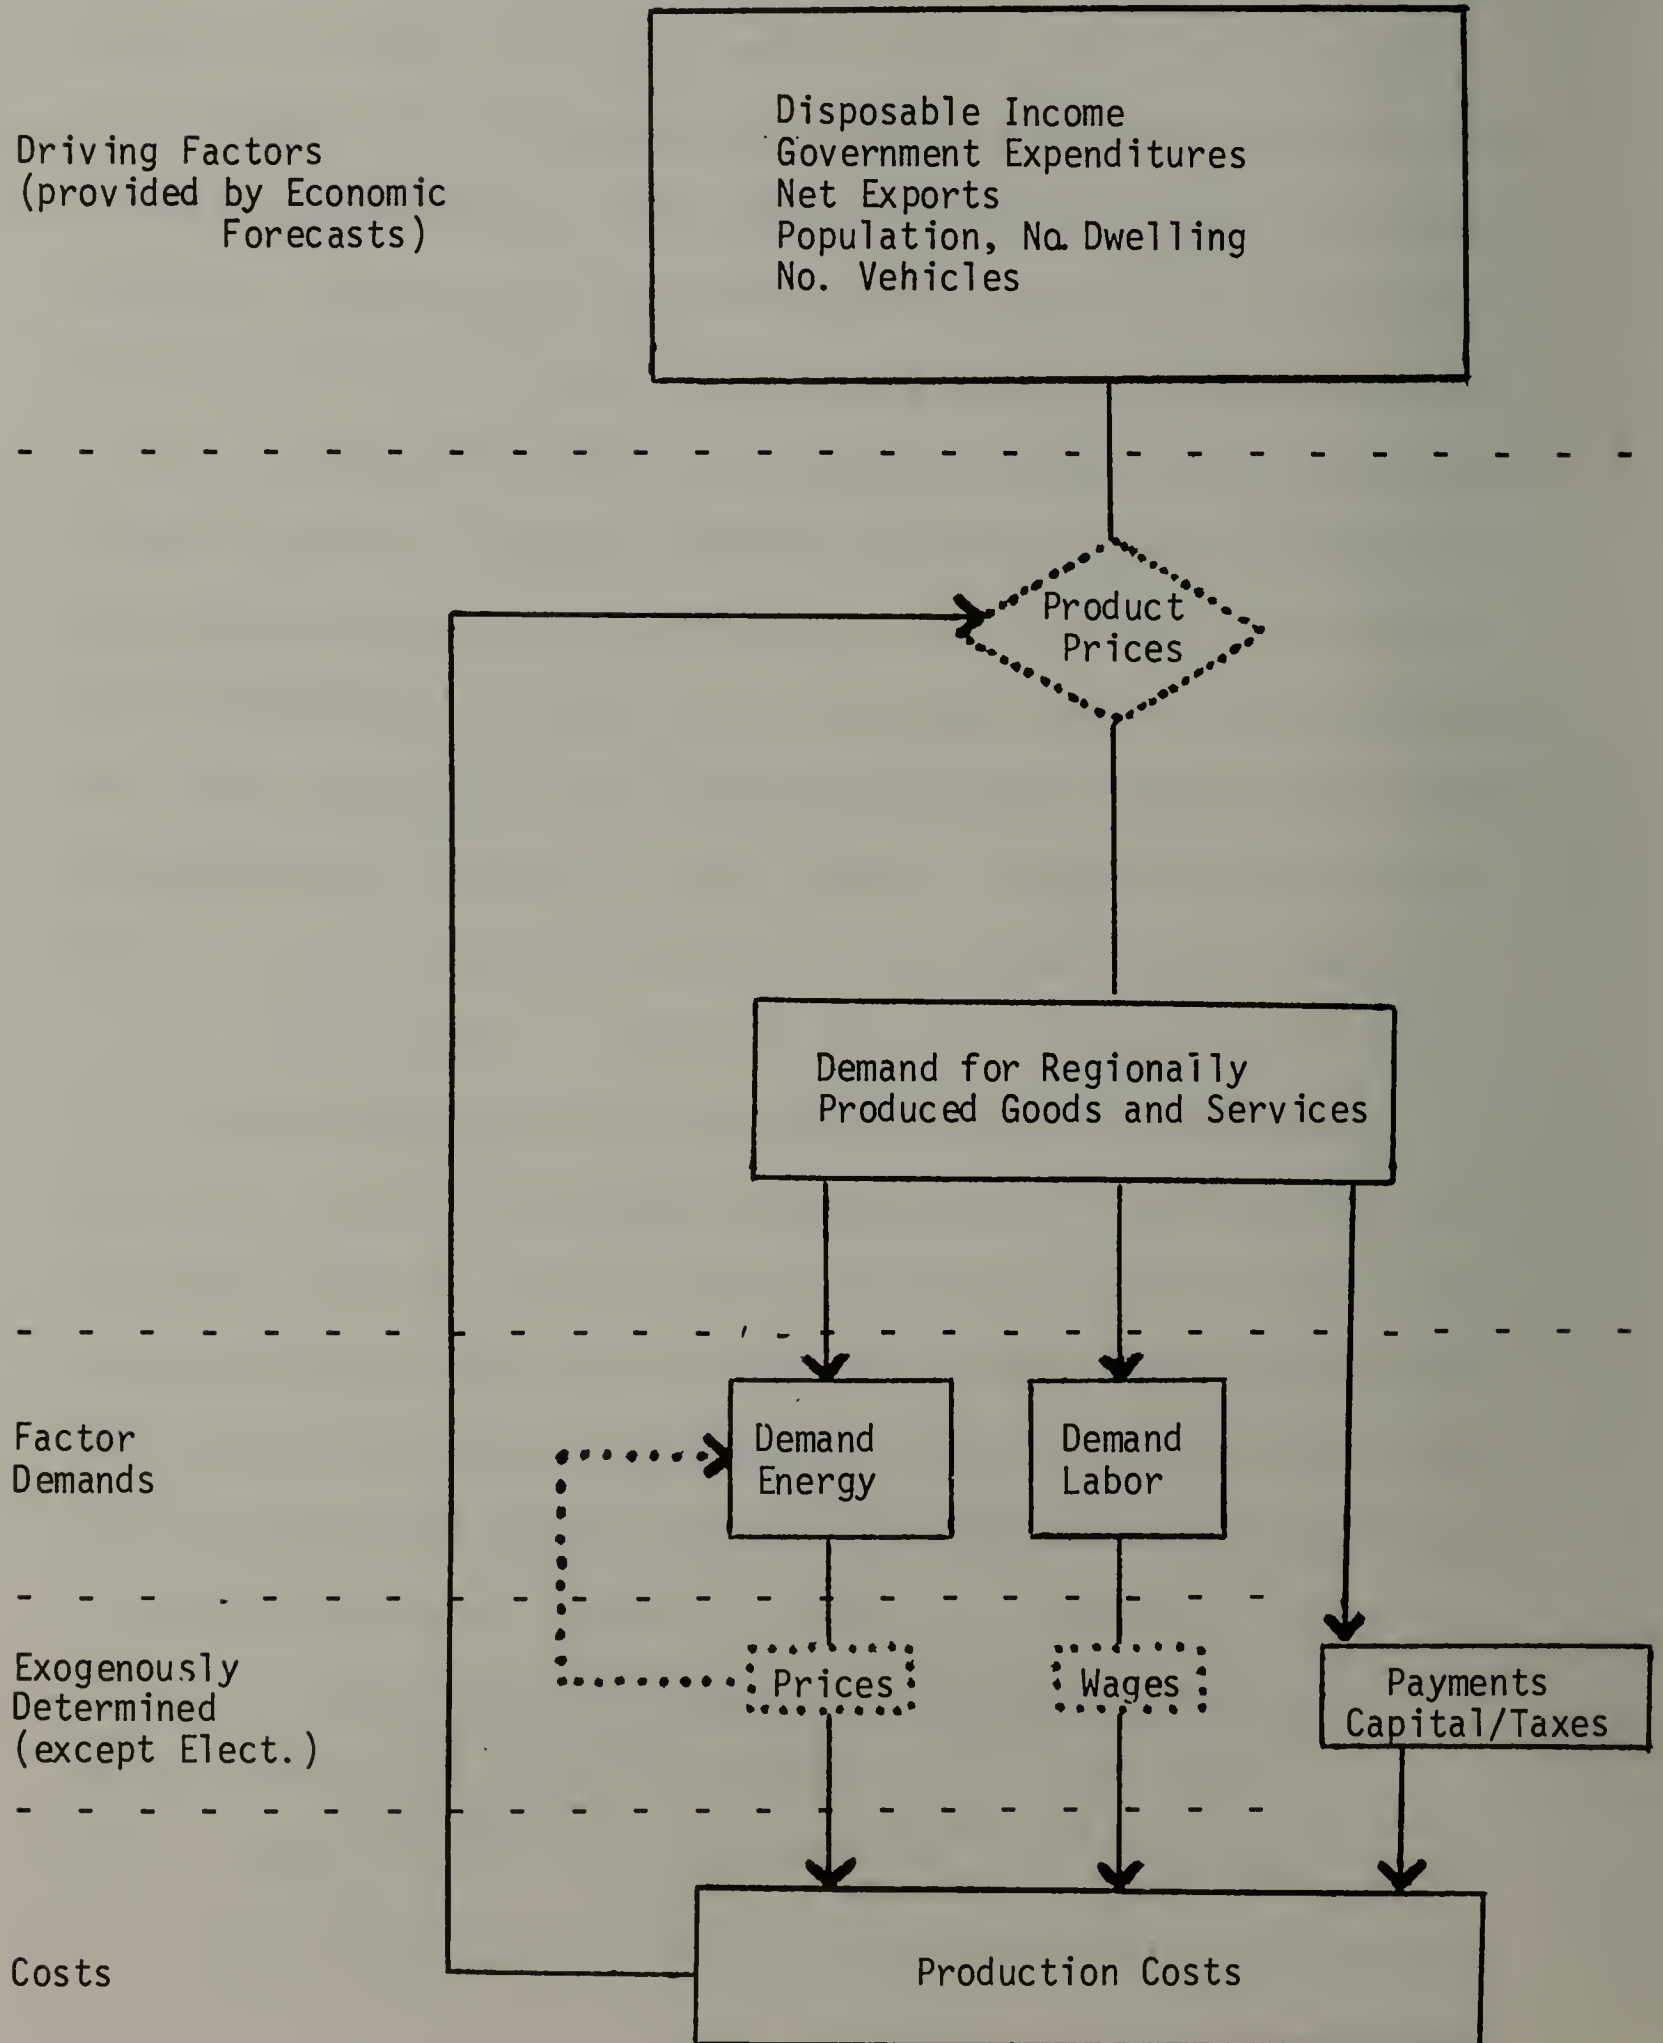 Driving Factors
(provided by Economic
Forecasts)
Disposable Income
Government Expenditures
Net Exports
Population, No. Dwelling
No. Vehicles
Product
Prices
Demand for Regionally
Produced Goods and Services
Factor
Demands
Demand
Energy
Demand
Labor
Exogenously
Determined
(except Elect.)
Prices
Wages
Payments
Capital/Taxes
Costs
Production Costs